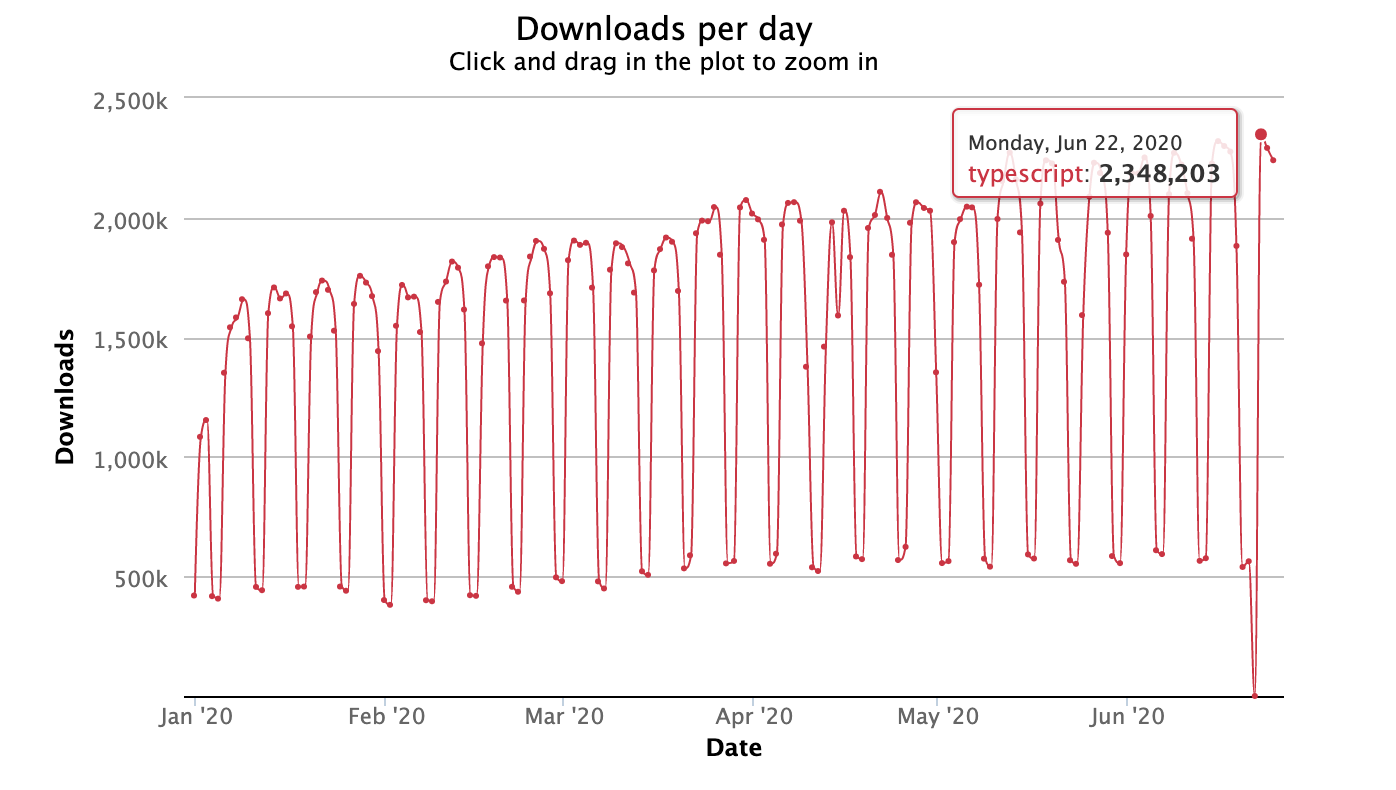 Downloads per day
Click and drag in the plot to zoom in
2,500k
Monday, Jun 22, 2020
typescript: 2,348,203
2,000k
1,500k
1,000k
500k
Downloads
Jan '20 Feb '20 Mar '20 Apr '20 May '20 Jun '20
Date